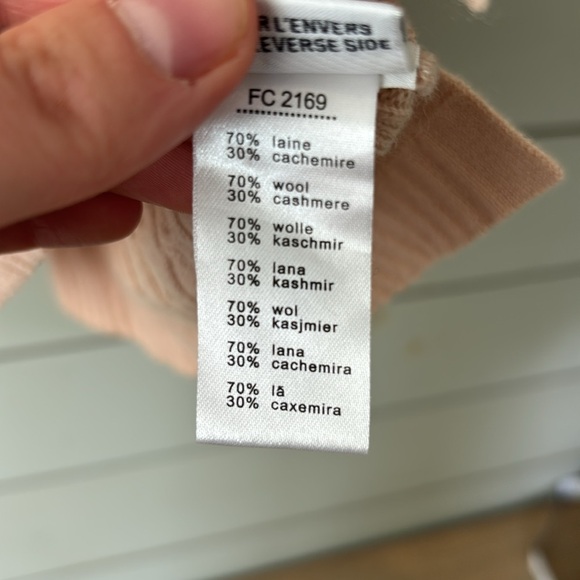 R L'ENVERS
EVERSE SIDE
FC 2169
70% laine
30% cachemire
70% wool
30% cashmere
70% wolle
30% kaschmir
70% lana
30% kashmir
70% wol
30% kasjmier
70% lana
30% cachemira
70% lã
30% caxemira